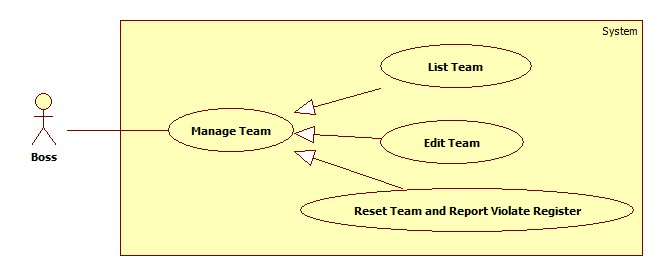 System
List Team
Manage Team
Edit Team
Boss
Reset Team and Report Violate Register